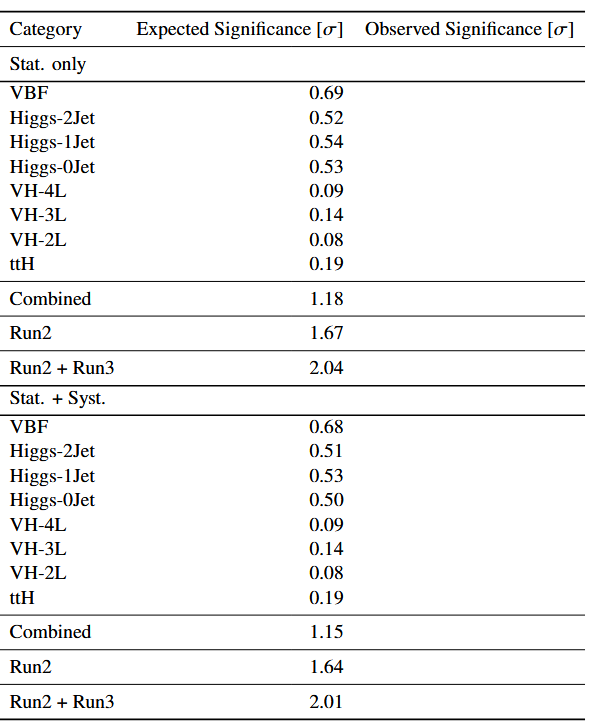 Category Expected Significance [σ] Observed Significance [σ]
Stat. only
VBF 0.69
Higgs-2Jet 0.52
Higgs-1Jet 0.54
Higgs-0Jet 0.53
VH-4L 0.09
VH-3L 0.14
VH-2L 0.08
ttH 0.19
Combined 1.18
Run2 1.67
Run2 + Run3 2.04
Stat. + Syst.
VBF 0.68
Higgs-2Jet 0.51
Higgs-1Jet 0.53
Higgs-0Jet 0.50
VH-4L 0.09
VH-3L 0.14
VH-2L 0.08
ttH 0.19
Combined 1.15
Run2 1.64
Run2 + Run3 2.01